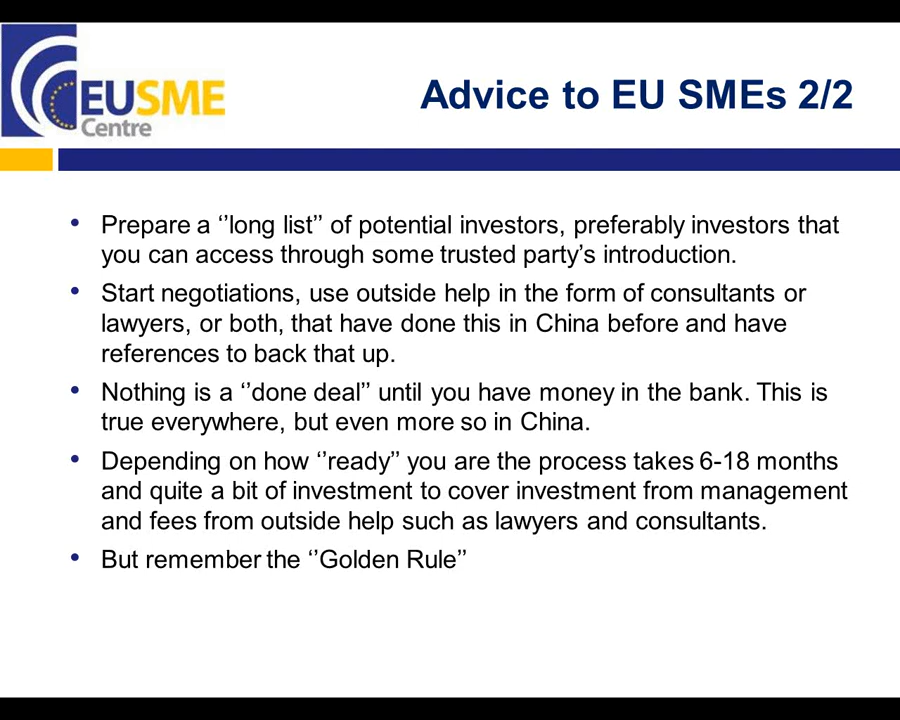 EUSME
Centre
Advice to EU SMEs 2/2
• Prepare a ‘’long list’’ of potential investors, preferably investors that
you can access through some trusted party’s introduction.
• Start negotiations, use outside help in the form of consultants or
lawyers, or both, that have done this in China before and have
references to back that up.
• Nothing is a ‘’done deal’’ until you have money in the bank. This is
true everywhere, but even more so in China.
• Depending on how ‘’ready’’ you are the process takes 6-18 months
and quite a bit of investment to cover investment from management
and fees from outside help such as lawyers and consultants.
• But remember the ‘’Golden Rule’’